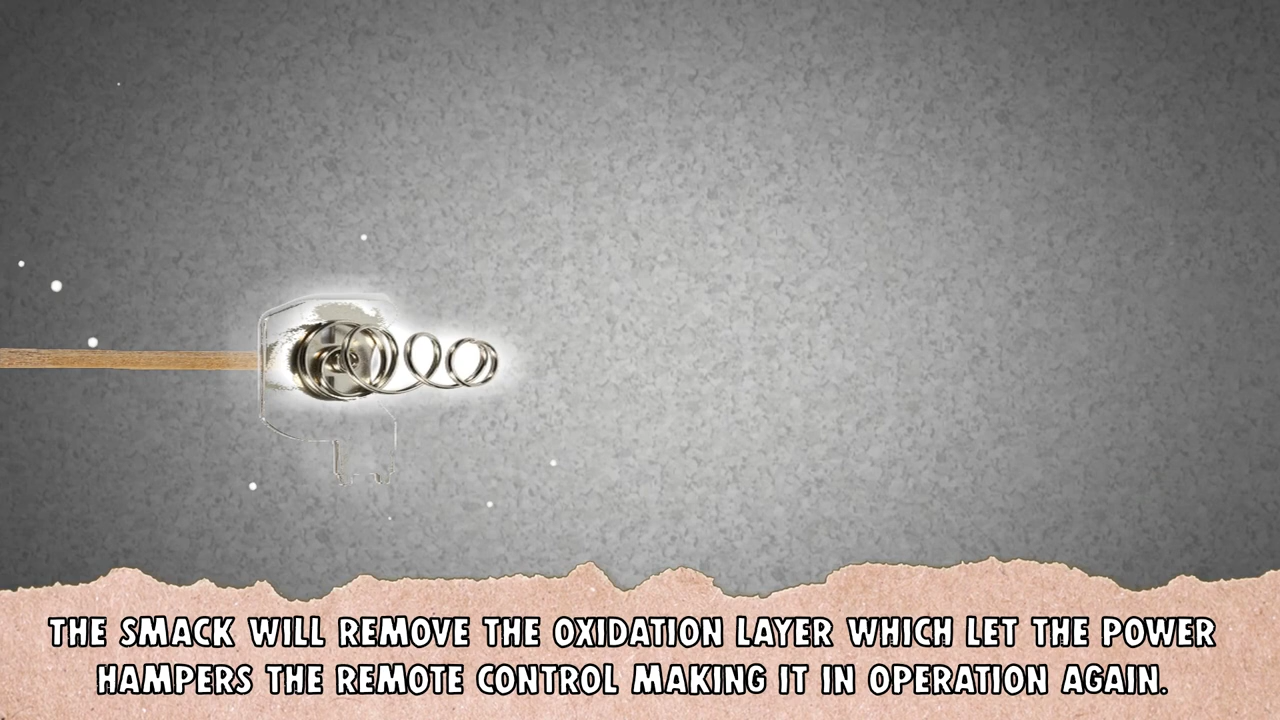 THE SMACK WILL REMOVE THE OXIDATION LAYER WHICH LET THE POWER
HAMPERS THE REMOTE CONTROL MAKING IT IN OPERATION AGAIN.